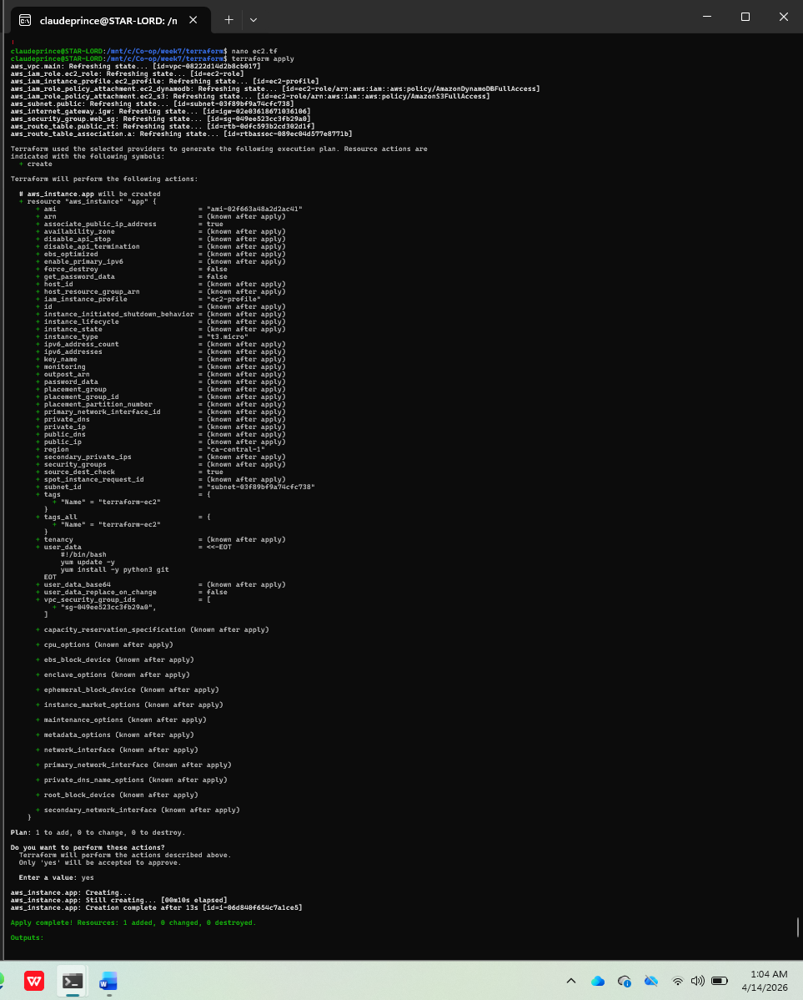 claudeprince@STAR-LORD: /n
claudeprince@STAR-LORD:/mnt/c/Co-op/week7/terraform$ nano ec2.tf
claudeprince@STAR-LORD:/mnt/c/Co-op/week7/terraform$ terraform apply
aws_vpc.main: Refreshing state... [id=vpc-08222d14d2b8cb017]
aws_iam_role.ec2_role: Refreshing state... [id=ec2-role]
aws_iam_instance_profile.ec2_profile: Refreshing state... [id=ec2-profile]
aws_iam_role_policy_attachment.ec2_dynamodb: Refreshing state... [id=ec2-role/arn:aws:iam::aws:policy/AmazonDynamoDBFullAccess]
aws_iam_role_policy_attachment.ec2_s3: Refreshing state... [id=ec2-role/arn:aws:iam::aws:policy/AmazonS3FullAccess]
aws_subnet.public: Refreshing state... [id=subnet-03f89bf9a74cfc738]
aws_internet_gateway.igw: Refreshing state... [id=igw-02e03618671036106]
aws_security_group.web_sg: Refreshing state... [id=sg-049ee523cc3fb29a0]
aws_route_table.public_rt: Refreshing state... [id=rtb-0dfc593b2cd302d1f]
aws_route_table_association.a: Refreshing state... [id=rtbassoc-089ec04d577e8771b]
Terraform used the selected providers to generate the following execution plan. Resource actions are
indicated with the following symbols:
+ create
Terraform will perform the following actions:
# aws_instance.app will be created
+ resource "aws_instance" "app" {
+ ami = "ami-02f663a48a2d2ac41"
+ arn = (known after apply)
+ associate_public_ip_address = true
+ availability_zone = (known after apply)
+ disable_api_stop = (known after apply)
+ disable_api_termination = (known after apply)
+ ebs_optimized = (known after apply)
+ enable_primary_ipv6 = (known after apply)
+ force_destroy = false
+ get_password_data = false
+ host_id = (known after apply)
+ host_resource_group_arn = (known after apply)
+ iam_instance_profile = "ec2-profile"
+ id = (known after apply)
+ instance_initiated_shutdown_behavior = (known after apply)
+ instance_lifecycle = (known after apply)
+ instance_state = (known after apply)
+ instance_type = "t3.micro"
+ ipv6_address_count = (known after apply)
+ ipv6_addresses = (known after apply)
+ key_name = (known after apply)
+ monitoring = (known after apply)
+ outpost_arn = (known after apply)
+ password_data = (known after apply)
+ placement_group = (known after apply)
+ placement_group_id = (known after apply)
+ placement_partition_number = (known after apply)
+ primary_network_interface_id = (known after apply)
+ private_dns = (known after apply)
+ private_ip = (known after apply)
+ public_dns = (known after apply)
+ public_ip = (known after apply)
+ region = "ca-central-1"
+ secondary_private_ips = (known after apply)
+ security_groups = (known after apply)
+ source_dest_check = true
+ spot_instance_request_id = (known after apply)
+ subnet_id = "subnet-03f89bf9a74cfc738"
+ tags = {
+ "Name" = "terraform-ec2"
}
+ tags_all = {
+ "Name" = "terraform-ec2"
}
+ tenancy = (known after apply)
+ user_data = <<-EOT
#!/bin/bash
yum update -y
yum install -y python3 git
EOT
+ user_data_base64 = (known after apply)
+ user_data_replace_on_change = false
+ vpc_security_group_ids = [
+ "sg-049ee523cc3fb29a0",
]
+ capacity_reservation_specification (known after apply)
+ cpu_options (known after apply)
+ ebs_block_device (known after apply)
+ enclave_options (known after apply)
+ ephemeral_block_device (known after apply)
+ instance_market_options (known after apply)
+ maintenance_options (known after apply)
+ metadata_options (known after apply)
+ network_interface (known after apply)
+ primary_network_interface (known after apply)
+ private_dns_name_options (known after apply)
+ root_block_device (known after apply)
+ secondary_network_interface (known after apply)
}
Plan: 1 to add, 0 to change, 0 to destroy.
Do you want to perform these actions?
Terraform will perform the actions described above.
Only 'yes' will be accepted to approve.
Enter a value: yes
aws_instance.app: Creating...
aws_instance.app: Still creating... [00m10s elapsed]
aws_instance.app: Creation complete after 13s [id=i-06d840f654c7a1ce5]
Apply complete! Resources: 1 added, 0 changed, 0 destroyed.
Outputs:
1:04 AM
4/14/2026